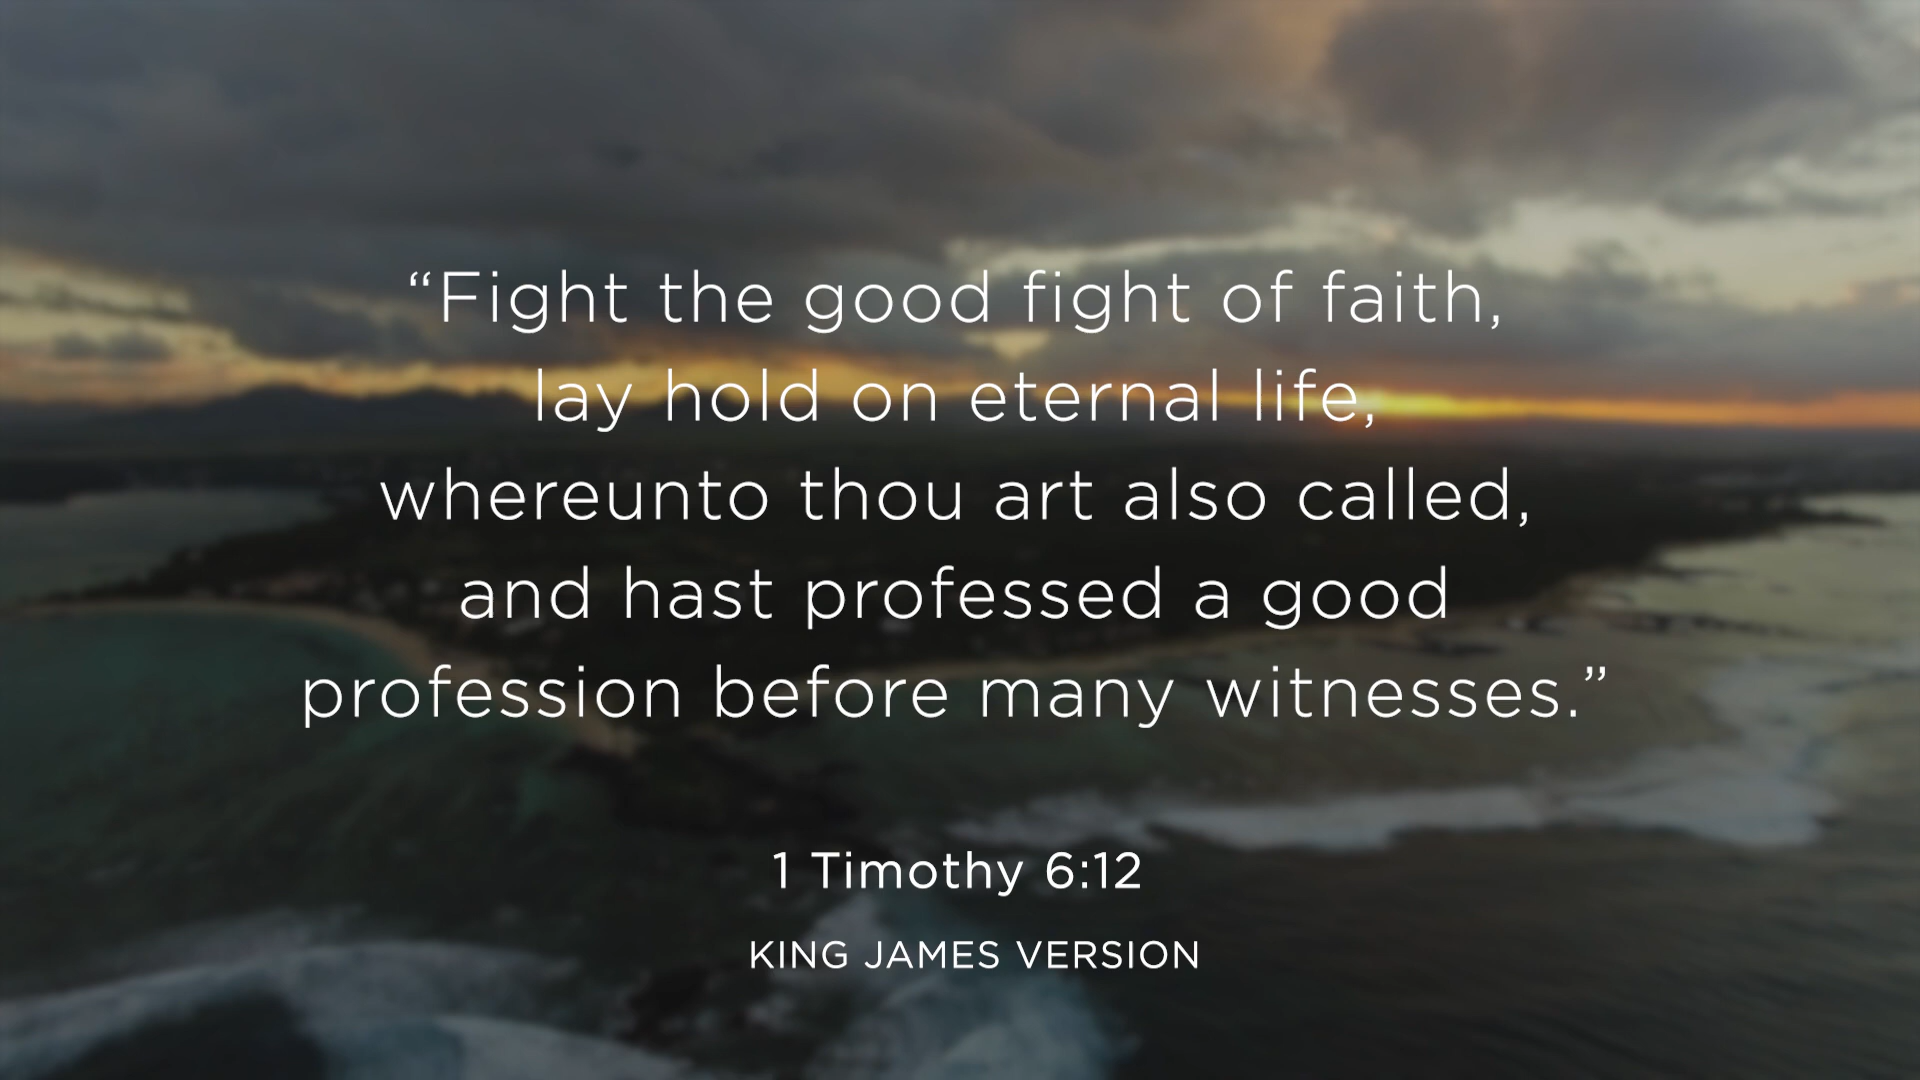 “Fight the good fight of faith,
lay hold on eternal life,
whereunto thou art also called,
and hast professed a good
profession before many witnesses.”
1 Timothy 6:12
KING JAMES VERSION